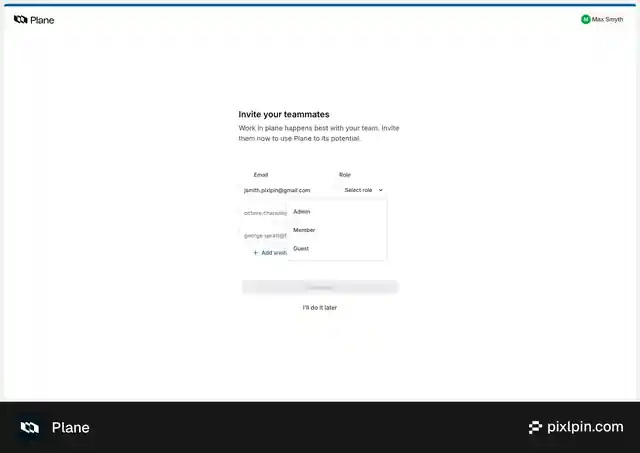 Plane
M Max Smyth
Invite your teammates
Work in plane happens best with your team. Invite
them now to use Plane to its potential.
Email Role
jsmith.pixlpin@gmail.com Select role
Admin
Member
Guest
+ Add
I'll do it later
Plane pixlpin.com